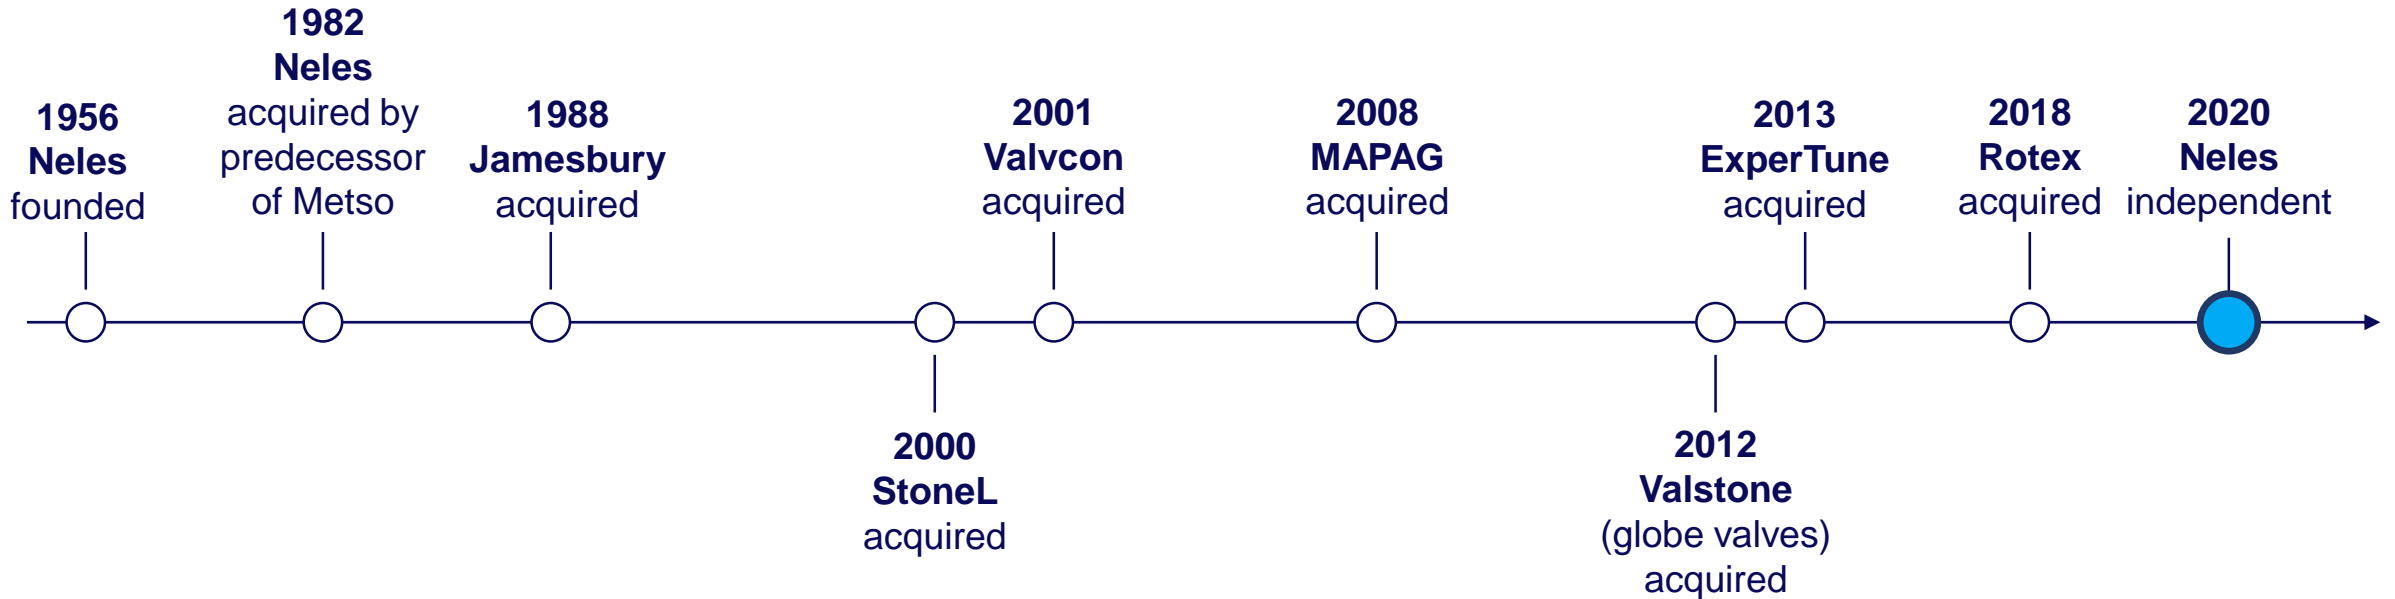 1956
Neles
founded
1982
Neles
acquired by
predecessor
of Metso
1988
Jamesbury
acquired
2000
StoneL
acquired
2001
Valvcon
acquired
2008
MAPAG
acquired
2012
Valstone
(globe valves)
acquired
2013
ExperTune
acquired
2018
Rotex
acquired
2020
Neles
independent